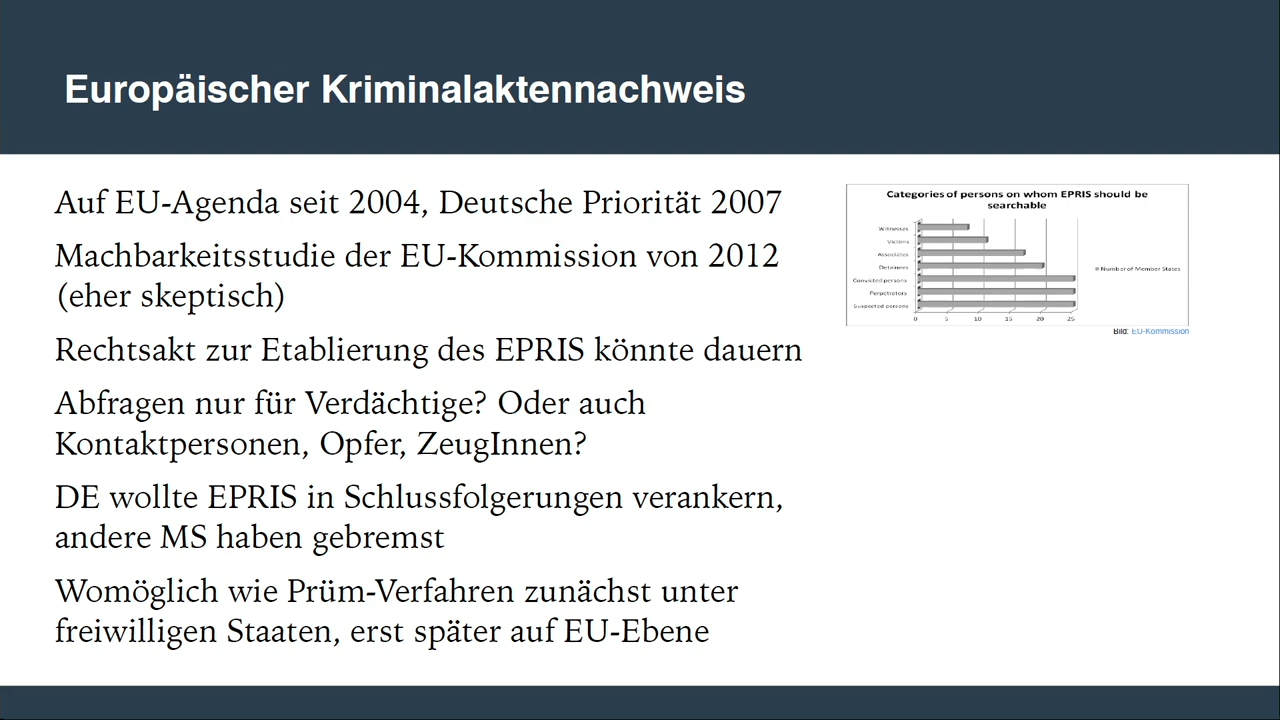 Europäischer Kriminalaktennachweis
Auf EU-Agenda seit 2004, Deutsche Priorität 2007
Machbarkeitsstudie der EU-Kommission von 2012
(eher skeptisch)
Rechtsakt zur Etablierung des EPRIS könnte dauern
Abfragen nur für Verdächtige? Oder auch
Kontaktpersonen, Opfer, ZeugInnen?
DE wollte EPRIS in Schlussfolgerungen verankern,
andere MS haben gebremst
Womöglich wie Prüm-Verfahren zunächst unter
freiwilligen Staaten, erst später auf EU-Ebene
Categories of persons on whom EPRIS should be
searchable
Witnesses
Victims
Associates
Detainees
Convicted persons
Perpetrators
Suspected persons
0 5 10 15 20 25
Number of Member States
Bild: EU-Kommission